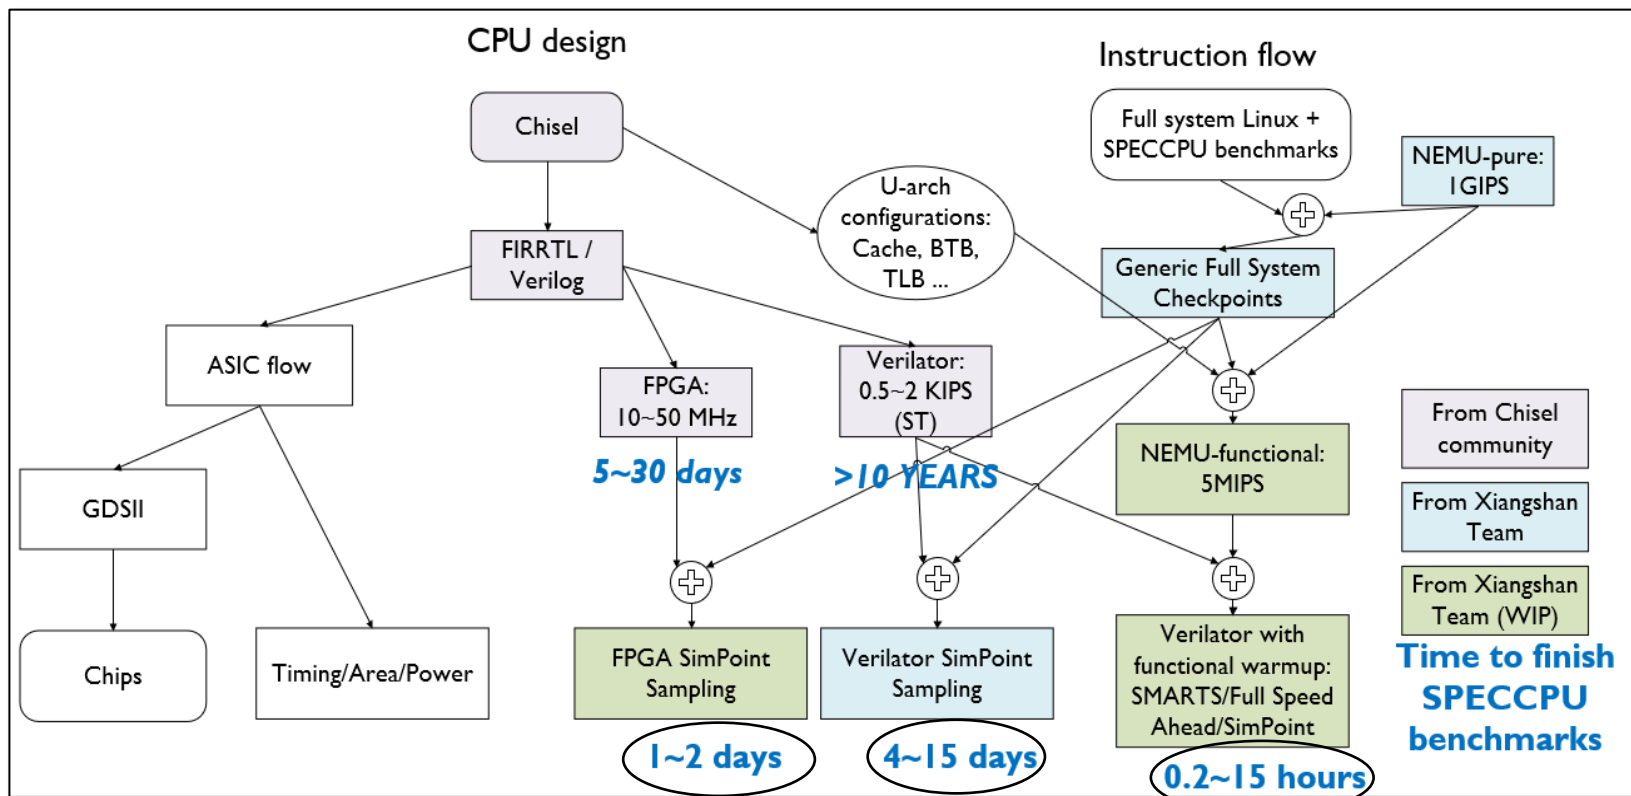 CPU design
Instruction flow
Chisel
Full system Linux +
SPECCPU benchmarks
NEMU-pure:
1GIPS
U-arch
configurations:
Cache, BTB,
TLB ...
FIRRTL /
Verilog
Generic Full System
Checkpoints
ASIC flow
FPGA:
10~50 MHz
Verilator:
0.5~2 KIPS
(ST)
5~30 days
>10 YEARS
NEMU-functional:
5MIPS
From Chisel
community
From Xiangshan
Team
From Xiangshan
Team (WIP)
GDSII
Chips
Timing/Area/Power
FPGA SimPoint
Sampling
Verilator SimPoint
Sampling
Verilator with
functional warmup:
SMARTS/Full Speed
Ahead/SimPoint
Time to finish
SPECCPU
benchmarks
1~2 days
4~15 days
0.2~15 hours